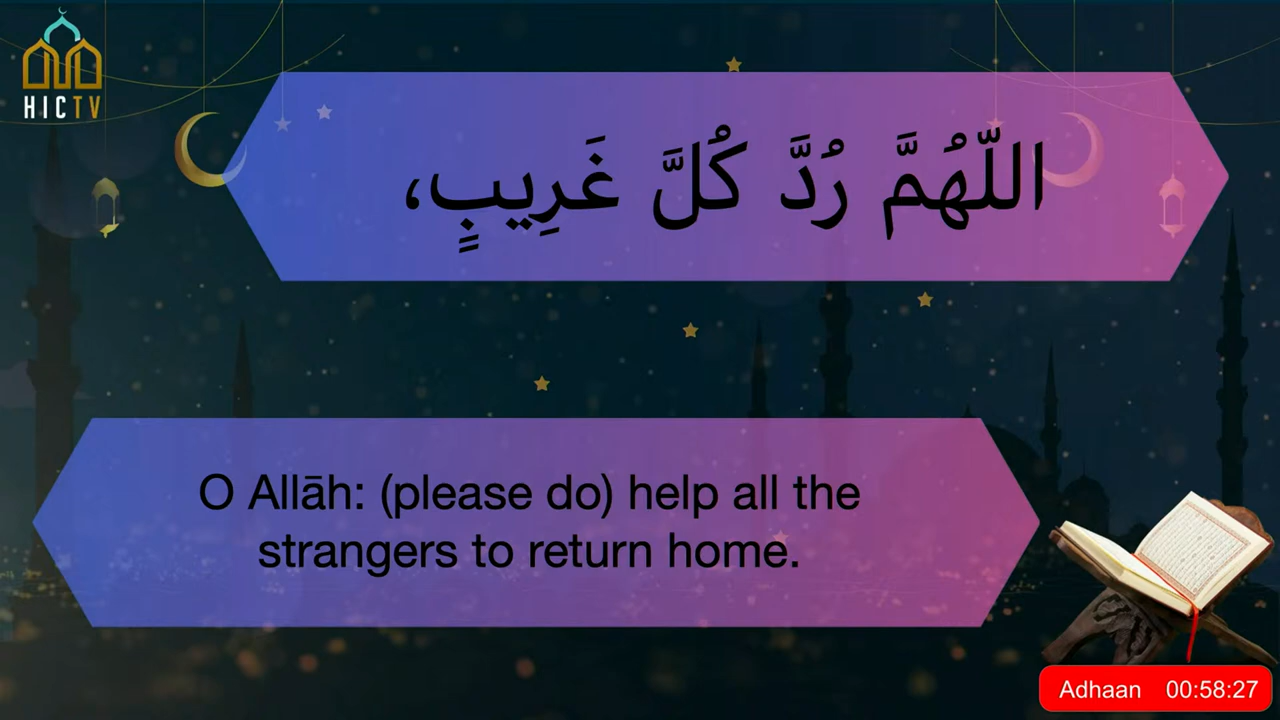 HICTV
اللّهُمَّ رُدَّ كُلَّ غَرِيبٍ،
O Allāh: (please do) help all the
strangers to return home.
Adhaan 00:58:27